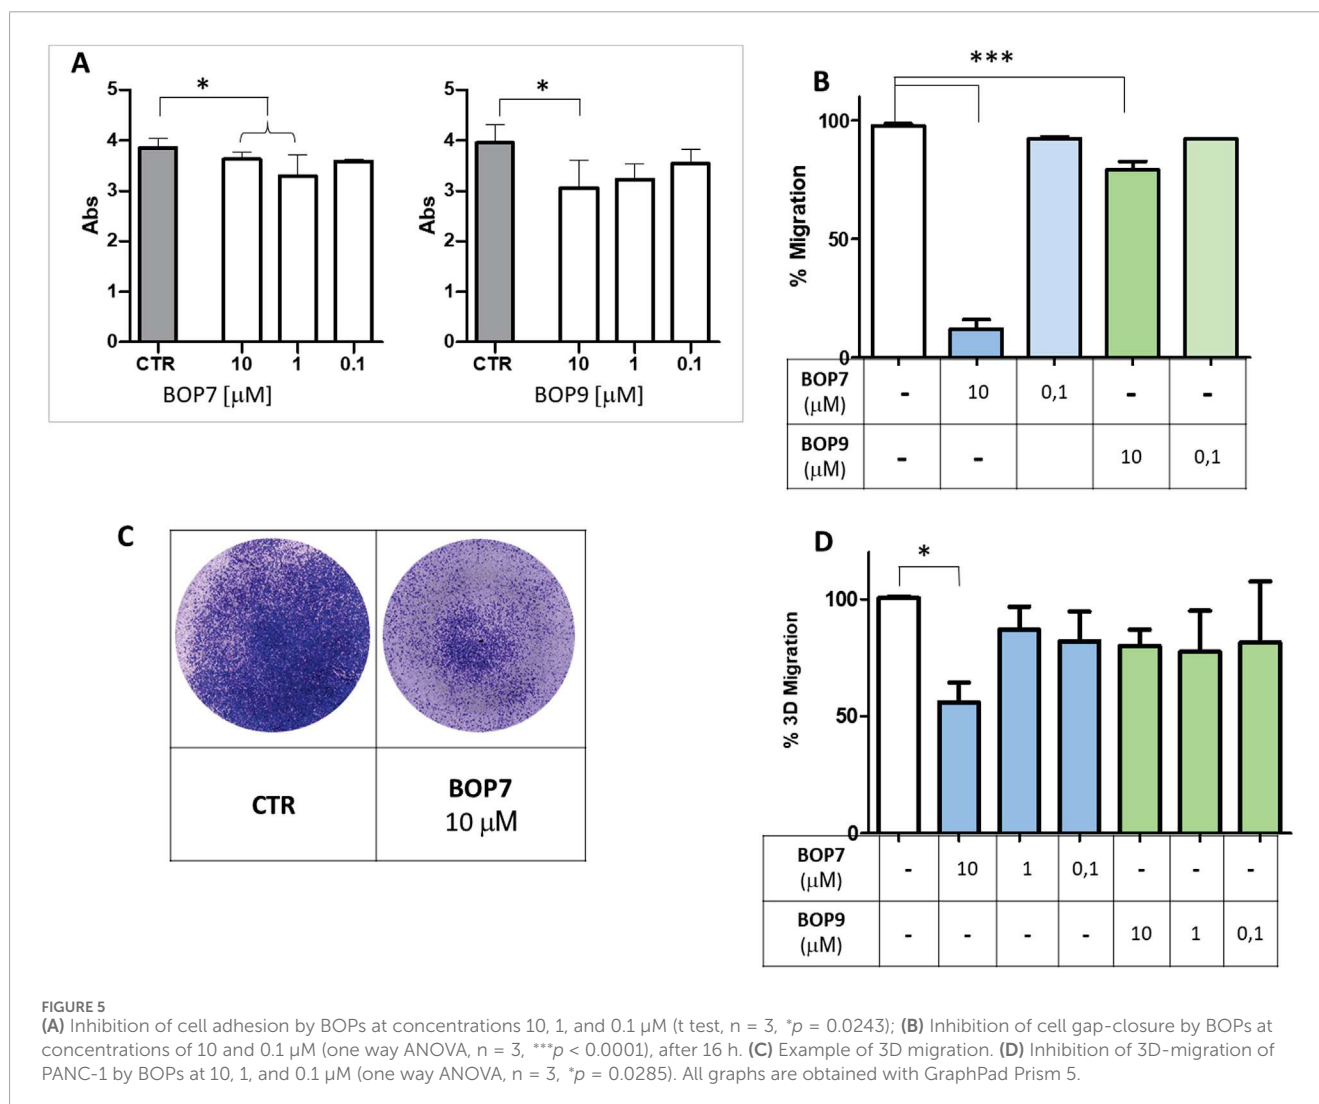 A
*
5
4
3
2
1
0
Abs
CTR 10 1 0.1
BOP7 [µM]
*
5
4
3
2
1
0
Abs
CTR 10 1 0.1
BOP9 [µM]
B
***
100
50
0
% Migration
BOP7 (µM) - 10 0,1 - -
BOP9 (µM) - - 10 0,1
C
CTR
BOP7
10 µM
D
*
100
50
0
% 3D Migration
BOP7 (µM) - 10 1 0,1 - - -
BOP9 (µM) - - - - 10 1 0,1
FIGURE 5
(A) Inhibition of cell adhesion by BOPs at concentrations 10, 1, and 0.1 µM (t test, n = 3, *p = 0.0243); (B) Inhibition of cell gap-closure by BOPs at
concentrations of 10 and 0.1 µM (one way ANOVA, n = 3, ***p < 0.0001), after 16 h. (C) Example of 3D migration. (D) Inhibition of 3D-migration of
PANC-1 by BOPs at 10, 1, and 0.1 µM (one way ANOVA, n = 3, *p = 0.0285). All graphs are obtained with GraphPad Prism 5.